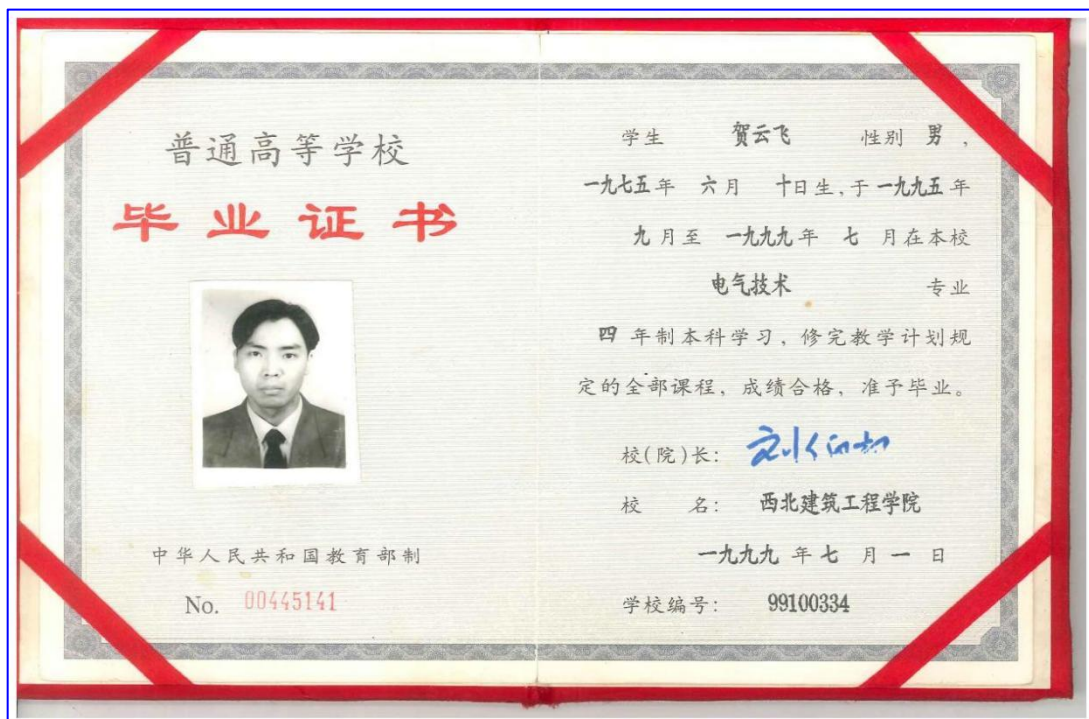 普通高等学校
毕业证书
中华人民共和国教育部制
No. 00445141
学生 贺云飞 性别 男，
一九七五年 六月 十日生，于一九九五年
九月至 一九九九年 七 月在本校
电气技术 专业
四 年制本科学习，修完教学计划规
定的全部课程，成绩合格，准予毕业。
校(院)长：
校 名： 西北建筑工程学院
一九九九 年 七 月 一 日
学校编号： 99100334